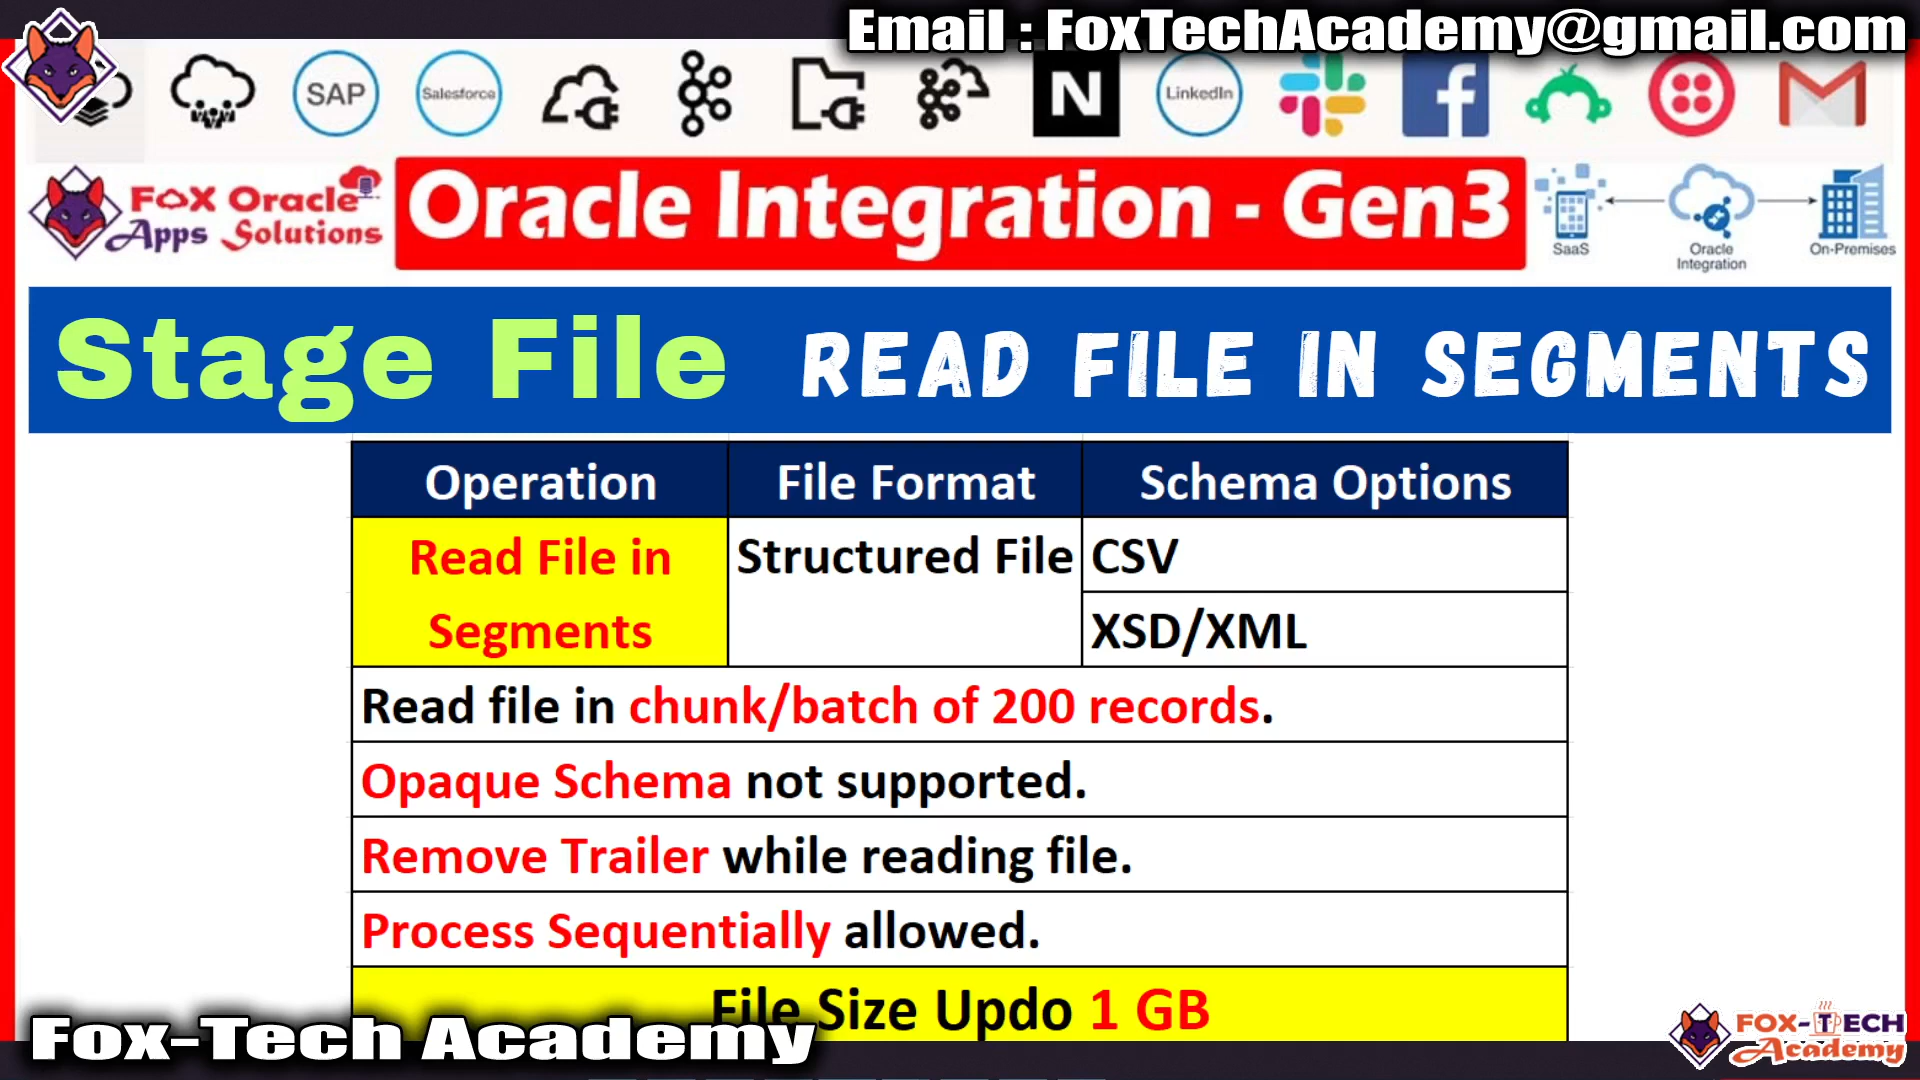 Email : FoxTechAcademy@gmail.com
SAP
Salesforce
N
LinkedIn
f
FoX Oracle
Apps Solutions
Oracle Integration - Gen3
SaaS
Oracle
Integration
On-Premises
Stage File READ FILE IN SEGMENTS
Operation File Format Schema Options
Read File in
Segments
Structured File
CSV
XSD/XML
Read file in chunk/batch of 200 records.
Opaque Schema not supported.
Remove Trailer while reading file.
Process Sequentially allowed.
File Size Updo 1 GB
Fox-Tech Academy
FOX-TECH
Academy